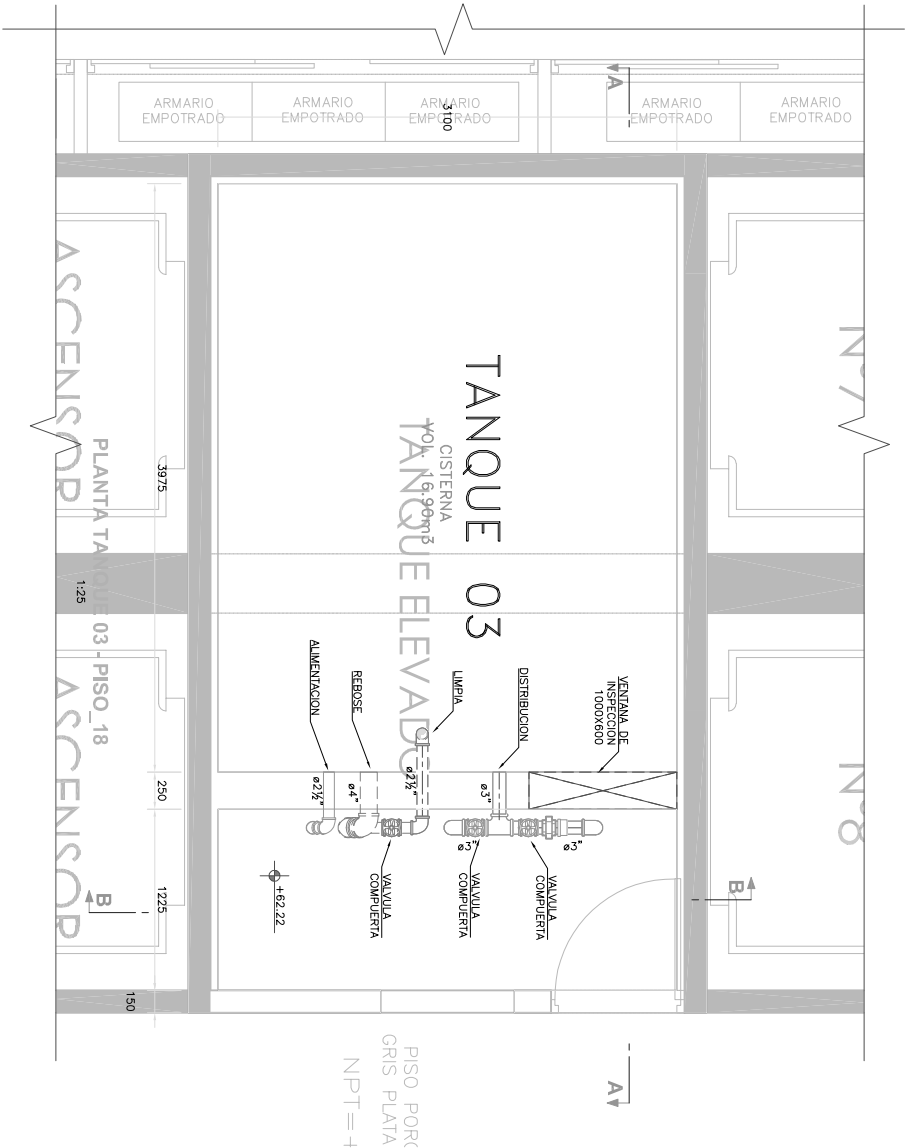 ARMARIO
EMPOTRADO
ARMARIO
EMPOTRADO
ARMARIO
EMPOTRADO
ARMARIO
EMPOTRADO
ARMARIO
EMPOTRADO
3100
A
ASCENSOR
N°7
TANQUE 03
CISTERNA
VOL. 16.90m3
TANQUE ELEVADO
3975
PLANTA TANQUE 03 - PISO_18
1:25
ASCENSOR
N°8
ALIMENTACION
REBOSE
LIMPIA
DISTRIBUCION
VENTANA DE
INSPECCION
1000X600
250
ø2½"
ø4"
ø2½"
ø3"
ø3"
ø3"
VALVULA
COMPUERTA
VALVULA
COMPUERTA
VALVULA
COMPUERTA
+62.22
1225
B
B
150
PISO PORC
GRIS PLATA
NPT=+
A